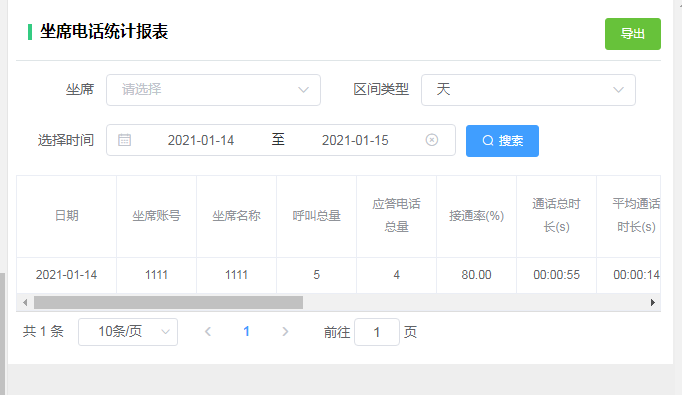 坐席电话统计报表
导出
坐席 请选择 区间类型 天
选择时间 2021-01-14 至 2021-01-15 搜索
日期 坐席账号 坐席名称 呼叫总量 应答电话总量 接通率(%) 通话总时长(s) 平均通话时长(s)
2021-01-14 1111 1111 5 4 80.00 00:00:55 00:00:14
共 1 条 10条/页 1 前往 1 页